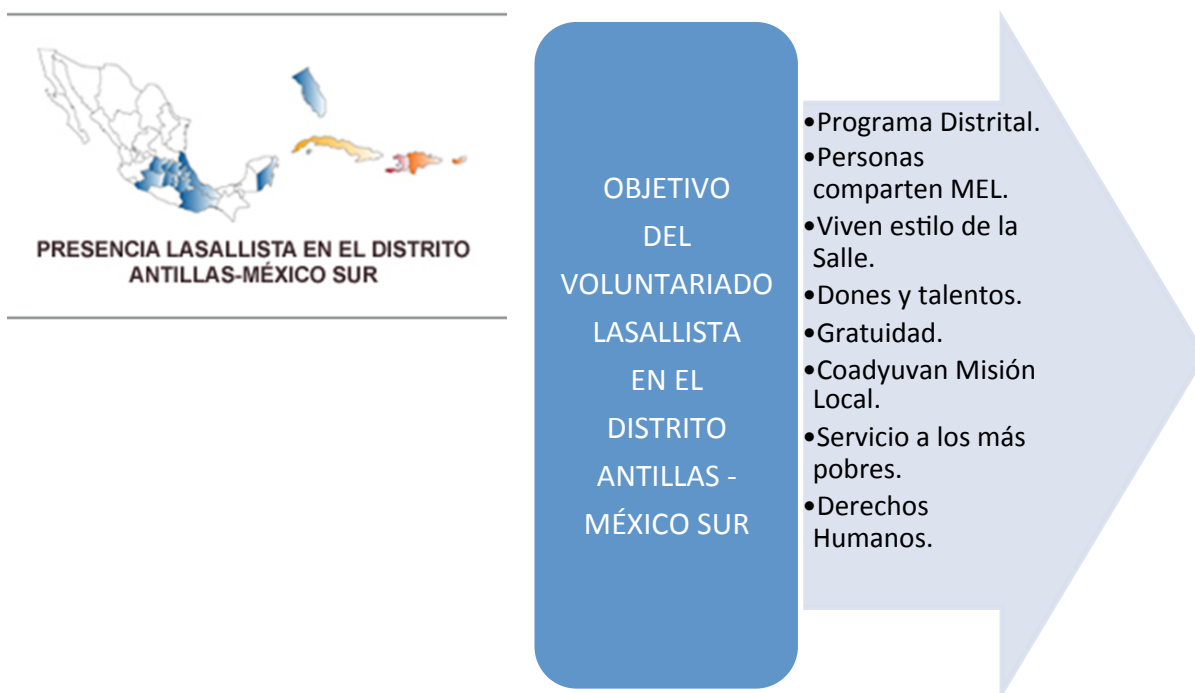 PRESENCIA LASALLISTA EN EL DISTRITO
ANTILLAS-MÉXICO SUR
OBJETIVO
DEL
VOLUNTARIADO
LASALLISTA
EN EL
DISTRITO
ANTILLAS -
MÉXICO SUR
•Programa Distrital.
•Personas
comparten MEL.
•Viven estilo de la
Salle.
•Dones y talentos.
•Gratuidad.
•Coadyuvan Misión
Local.
•Servicio a los más
pobres.
•Derechos
Humanos.